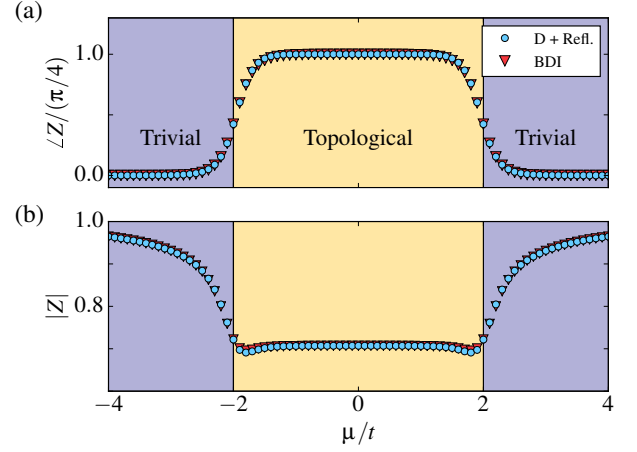 (a)
∠Z/(π/4)
1.0
0.0
D + Refl.
BDI
Trivial
Topological
Trivial
(b)
|Z|
1.0
0.8
−4
−2
0
2
4
μ/t